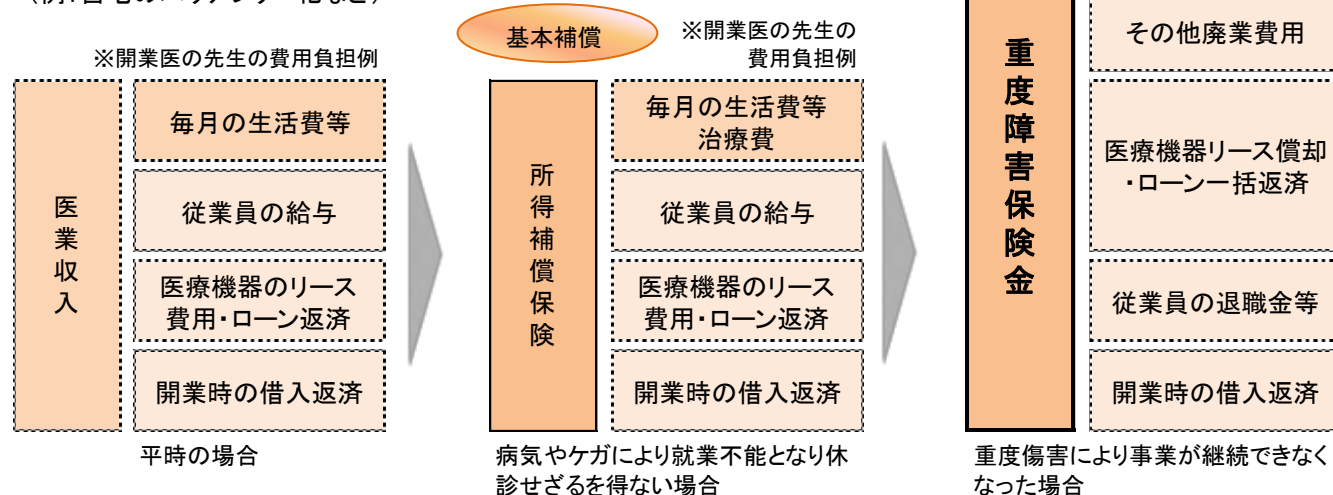 ※開業医の先生の費用負担例
医業収入
毎月の生活費等
従業員の給与
医療機器のリース
費用・ローン返済
開業時の借入返済
平時の場合
基本補償
※開業医の先生の
費用負担例
所得補償保険
毎月の生活費等
治療費
従業員の給与
医療機器のリース
費用・ローン返済
開業時の借入返済
病気やケガにより就業不能となり休
診せざるを得ない場合
重度障害保険金
その他廃業費用
医療機器リース償却
・ローン一括返済
従業員の退職金等
開業時の借入返済
重度傷害により事業が継続できなく
なった場合